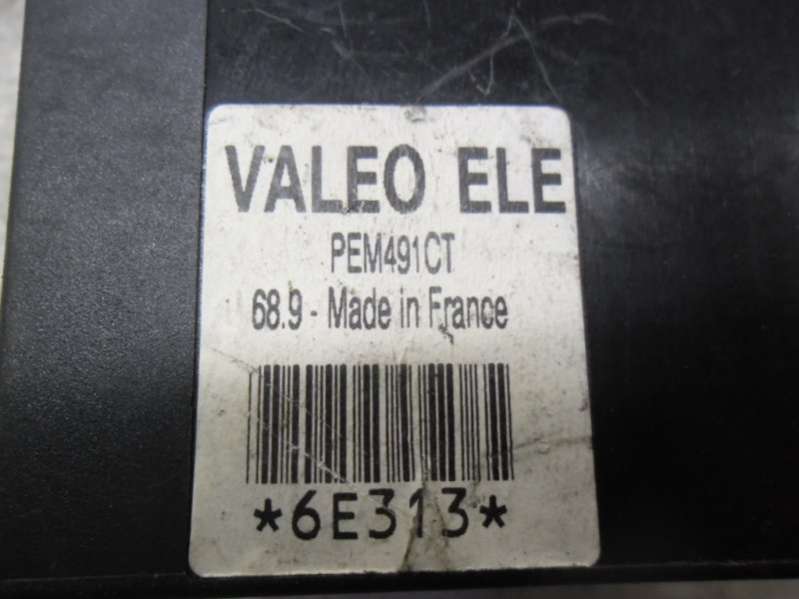 VALEO ELE
PEM491CT
68.9 - Made in France
*6E313*